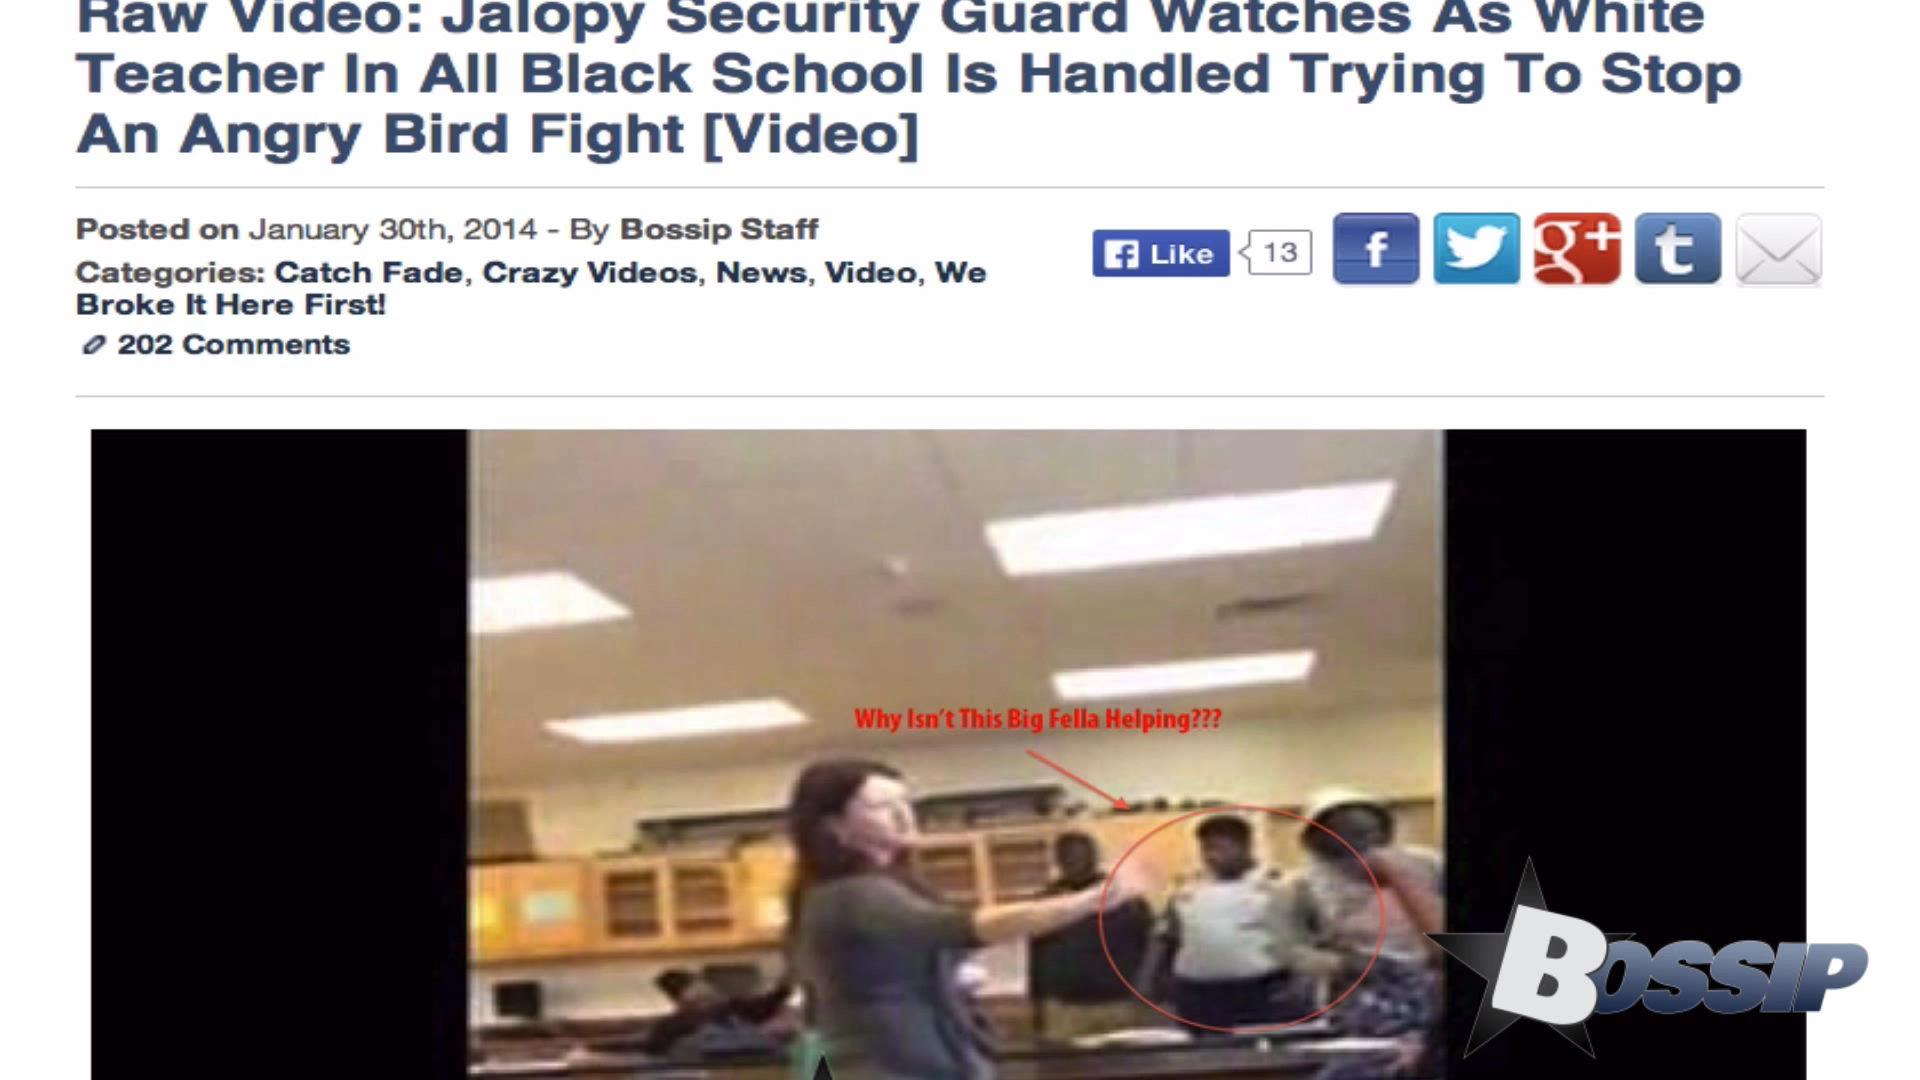 Raw Video: Jalopy Security Guard Watches As White
Teacher In All Black School Is Handled Trying To Stop
An Angry Bird Fight [Video]
Posted on January 30th, 2014 - By Bossip Staff
Categories: Catch Fade, Crazy Videos, News, Video, We
Broke It Here First!
202 Comments
Like
13
f
g+
t
Why Isn't This Big Fella Helping???
BOSSIP